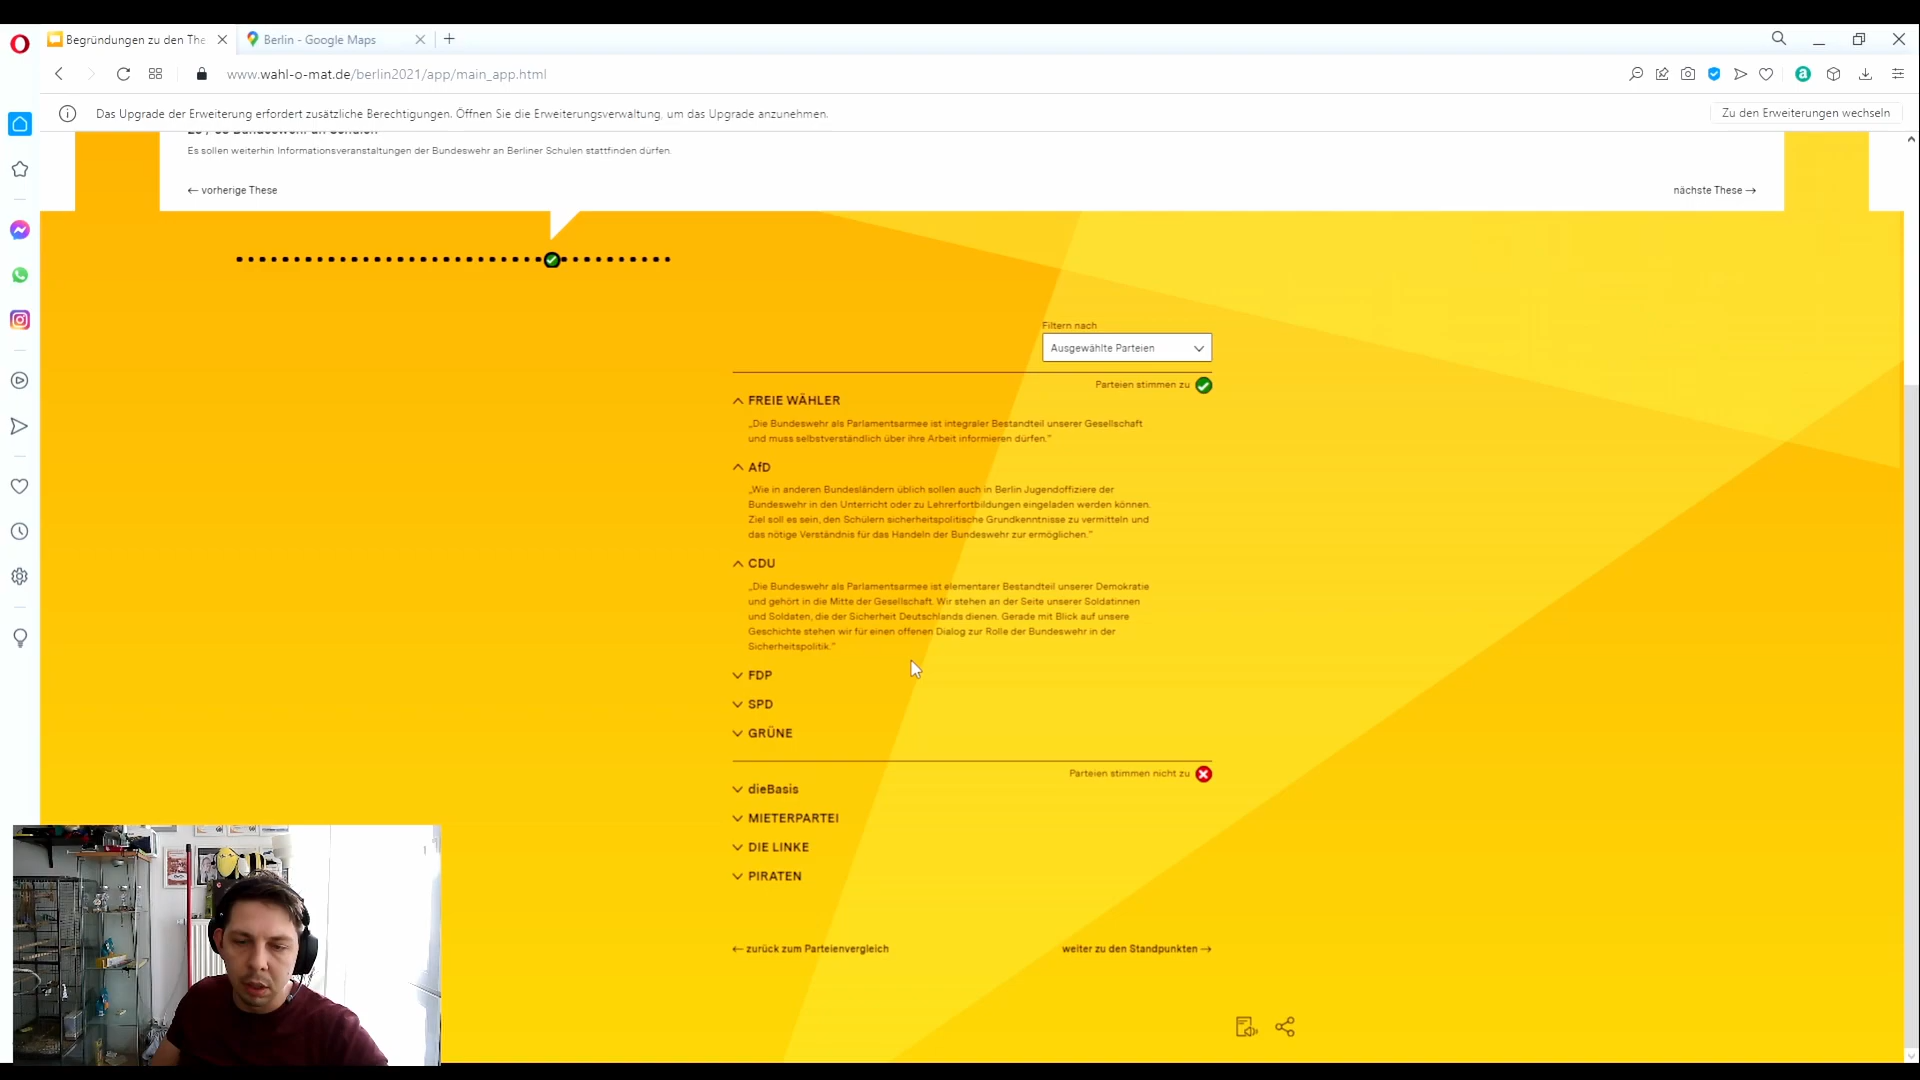 Begründungen zu den The
Berlin - Google Maps
www.wahl-o-mat.de/berlin2021/app/main_app.html
Das Upgrade der Erweiterung erfordert zusätzliche Berechtigungen. Öffnen Sie die Erweiterungsverwaltung, um das Upgrade anzunehmen.
Zu den Erweiterungen wechseln
Bundeswehr an Schulen
Es sollen weiterhin Informationsveranstaltungen der Bundeswehr an Berliner Schulen stattfinden dürfen.
← vorherige These
nächste These →
Filtern nach
Ausgewählte Parteien
Parteien stimmen zu
FREIE WÄHLER
„Die Bundeswehr als Parlamentsarmee ist integraler Bestandteil unserer Gesellschaft
und muss selbstverständlich über ihre Arbeit informieren dürfen.“
AfD
„Wie in anderen Bundesländern üblich sollen auch in Berlin Jugendoffiziere der
Bundeswehr in den Unterricht oder zu Lehrerfortbildungen eingeladen werden können.
Ziel soll es sein, den Schülern sicherheitspolitische Grundkenntnisse zu vermitteln und
das nötige Verständnis für das Handeln der Bundeswehr zur ermöglichen.“
CDU
„Die Bundeswehr als Parlamentsarmee ist elementarer Bestandteil unserer Demokratie
und gehört in die Mitte der Gesellschaft. Wir stehen an der Seite unserer Soldatinnen
und Soldaten, die der Sicherheit Deutschlands dienen. Gerade mit Blick auf unsere
Geschichte stehen wir für einen offenen Dialog zur Rolle der Bundeswehr in der
Sicherheitspolitik.“
FDP
SPD
GRÜNE
Parteien stimmen nicht zu
dieBasis
MIETERPARTEI
DIE LINKE
PIRATEN
← zurück zum Parteienvergleich
weiter zu den Standpunkten →